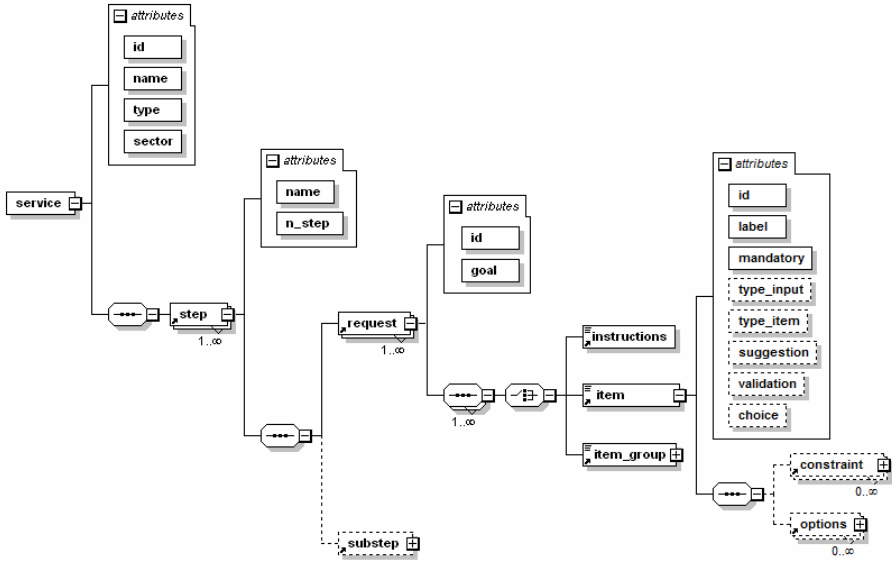 attributes
id
name
type
sector
service
attributes
name
n_step
step
1..∞
attributes
id
goal
request
1..∞
1..∞
substep
instructions
item
item_group
attributes
id
label
mandatory
type_input
type_item
suggestion
validation
choice
constraint
0..∞
options
0..∞